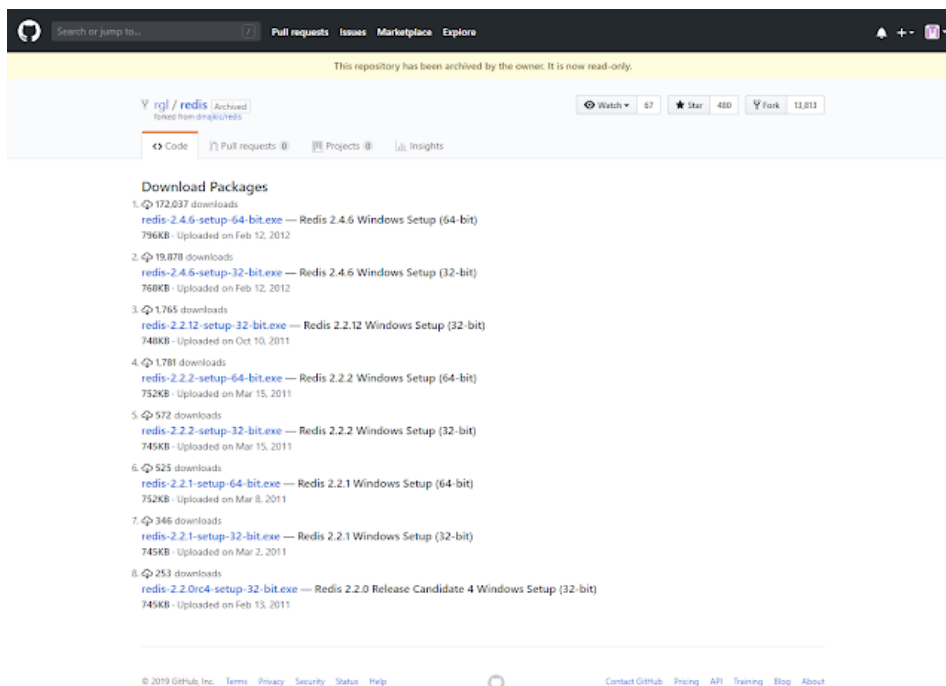 Search or jump to... / Pull requests Issues Marketplace Explore
This repository has been archived by the owner. It is now read-only.
rgl / redis Archived
forked from dmajkic/redis
Watch 67 Star 480 Fork 13,813
Code Pull requests 0 Projects 0 Insights
Download Packages
1. 172,037 downloads
redis-2.4.6-setup-64-bit.exe — Redis 2.4.6 Windows Setup (64-bit)
796KB · Uploaded on Feb 12, 2012
2. 19,878 downloads
redis-2.4.6-setup-32-bit.exe — Redis 2.4.6 Windows Setup (32-bit)
768KB · Uploaded on Feb 12, 2012
3. 1,765 downloads
redis-2.2.12-setup-32-bit.exe — Redis 2.2.12 Windows Setup (32-bit)
748KB · Uploaded on Oct 10, 2011
4. 1,781 downloads
redis-2.2.2-setup-64-bit.exe — Redis 2.2.2 Windows Setup (64-bit)
752KB · Uploaded on Mar 15, 2011
5. 572 downloads
redis-2.2.2-setup-32-bit.exe — Redis 2.2.2 Windows Setup (32-bit)
745KB · Uploaded on Mar 15, 2011
6. 525 downloads
redis-2.2.1-setup-64-bit.exe — Redis 2.2.1 Windows Setup (64-bit)
752KB · Uploaded on Mar 8, 2011
7. 346 downloads
redis-2.2.1-setup-32-bit.exe — Redis 2.2.1 Windows Setup (32-bit)
745KB · Uploaded on Mar 2, 2011
8. 253 downloads
redis-2.2.0rc4-setup-32-bit.exe — Redis 2.2.0 Release Candidate 4 Windows Setup (32-bit)
745KB · Uploaded on Feb 13, 2011
© 2019 GitHub, Inc. Terms Privacy Security Status Help Contact GitHub Pricing API Training Blog About